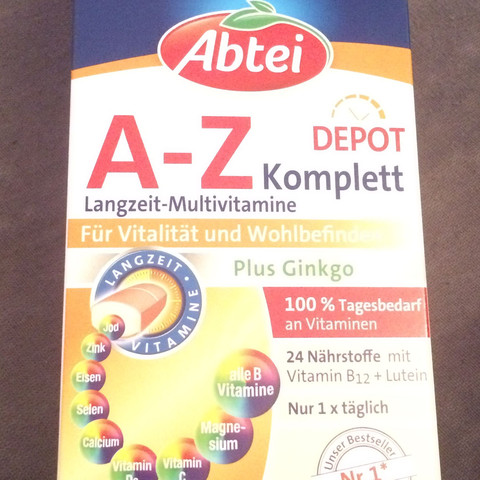 Abtei
A-Z
DEPOT
Komplett
Langzeit-Multivitamine
Für Vitalität und Wohlbefinden
Plus Ginkgo
LANGZEIT
VITAMINE
100 % Tagesbedarf
an Vitaminen
24 Nährstoffe mit
Vitamin B12 + Lutein
Nur 1 x täglich
Jod
Zink
Eisen
Selen
Calcium
Vitamin
Vitamin
C
Magne-
sium
alle B
Vitamine
Unser Bestseller
Nr. 1*